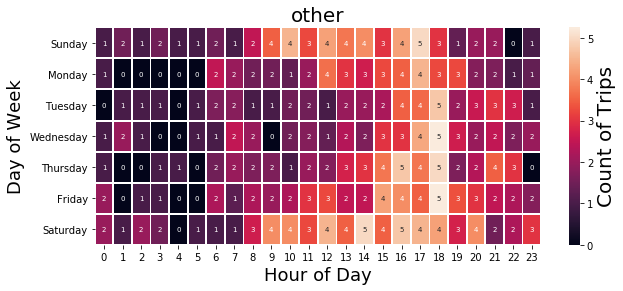 other
Sunday 1 2 1 2 1 1 2 1 2 4 4 3 4 4 4 3 4 5 3 1 2 2 0 1
Monday 1 0 0 0 0 0 2 2 2 2 1 2 4 3 3 3 4 4 3 3 2 2 1 1
Tuesday 0 1 1 1 0 1 2 2 1 1 2 2 1 2 2 2 4 4 5 2 3 3 3 1
Wednesday 1 2 1 0 0 1 1 2 2 0 2 2 1 2 2 3 3 4 5 3 2 2 2 2
Thursday 1 0 0 1 1 0 2 2 2 2 1 2 2 3 3 4 5 4 5 2 2 4 3 0
Friday 2 0 1 1 0 0 2 1 2 2 2 3 3 2 2 4 4 4 5 3 3 2 2 2
Saturday 2 1 2 2 0 1 1 1 3 4 4 3 4 4 5 4 5 4 4 3 4 2 2 3
0 1 2 3 4 5 6 7 8 9 10 11 12 13 14 15 16 17 18 19 20 21 22 23
Hour of Day
Day of Week
5
4
3
2
1
0
Count of Trips